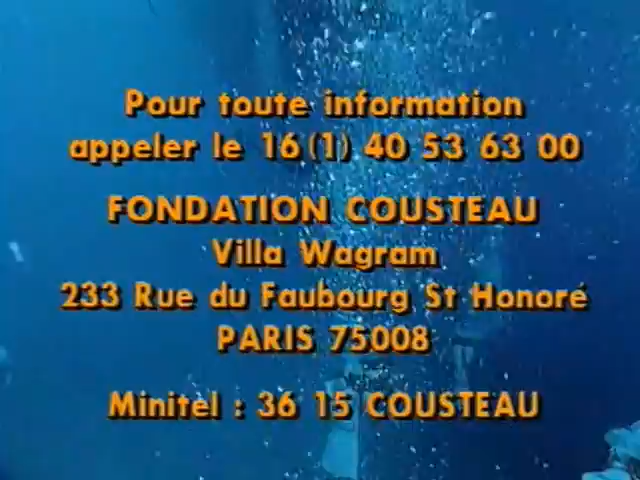 Pour toute information
appeler le 16 (1) 40 53 63 00
FONDATION COUSTEAU
Villa Wagram
233 Rue du Faubourg St Honoré
PARIS 75008
Minitel : 36 15 COUSTEAU